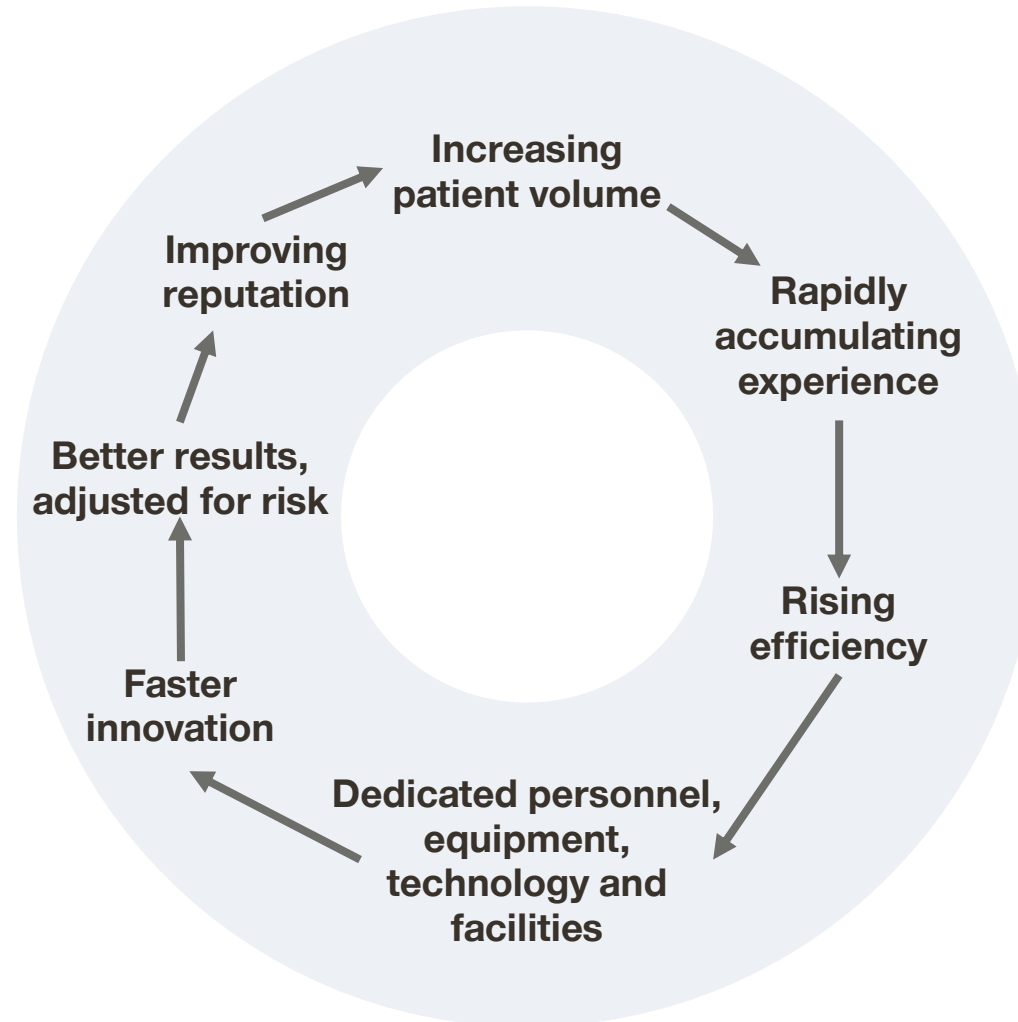 Increasing
patient volume
Rapidly
accumulating
experience
Rising
efficiency
Dedicated personnel,
equipment,
technology and
facilities
Faster
innovation
Better results,
adjusted for risk
Improving
reputation